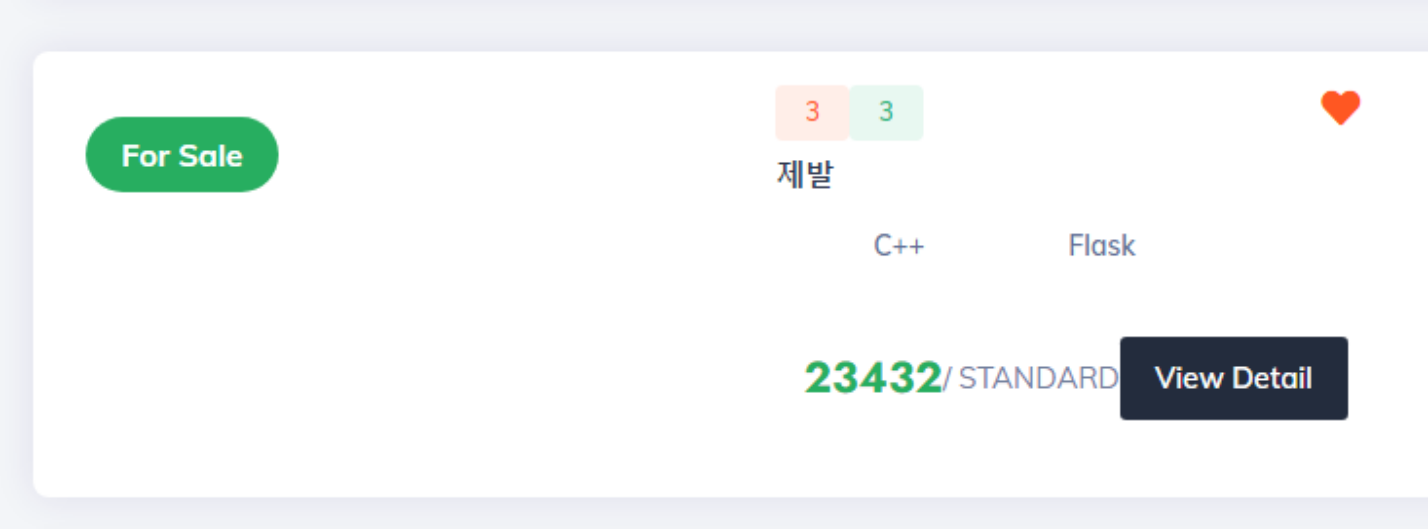 For Sale
3 3
제발
C++ Flask
23432/ STANDARD View Detail